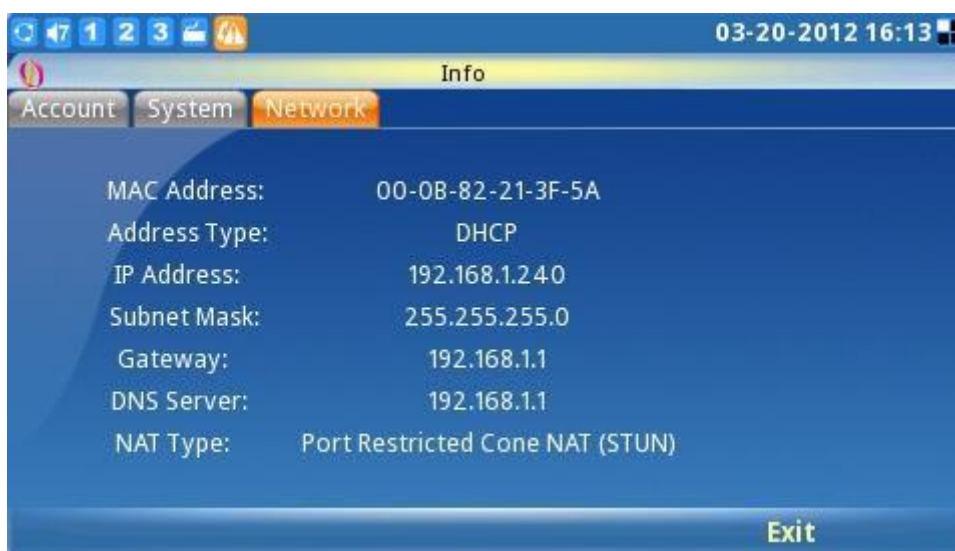 47 1 2 3 03-20-2012 16:13
Info
Account System Network
MAC Address: 00-0B-82-21-3F-5A
Address Type: DHCP
IP Address: 192.168.1.240
Subnet Mask: 255.255.255.0
Gateway: 192.168.1.1
DNS Server: 192.168.1.1
NAT Type: Port Restricted Cone NAT (STUN)
Exit